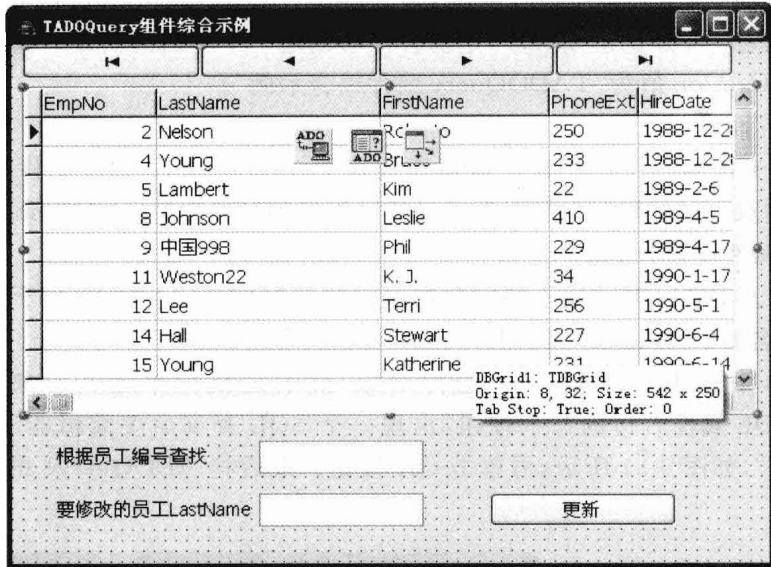 TADOQuery组件综合示例
EmpNo LastName FirstName PhoneExt HireDate
2 Nelson 250 1988-12-2
4 Young 233 1988-12-2
5 Lambert Kim 22 1989-2-6
8 Johnson Leslie 410 1989-4-5
9 中国998 Phil 229 1989-4-17
11 Weston22 K. J. 34 1990-1-17
12 Lee Terri 256 1990-5-1
14 Hall Stewart 227 1990-6-4
15 Young Katherine 231 1990-6-14
ADO
ADO
DBGrid1: TDBGrid
Origin: 8, 32; Size: 542 x 250
Tab Stop: True; Order: 0
根据员工编号查找
要修改的员工LastName
更新